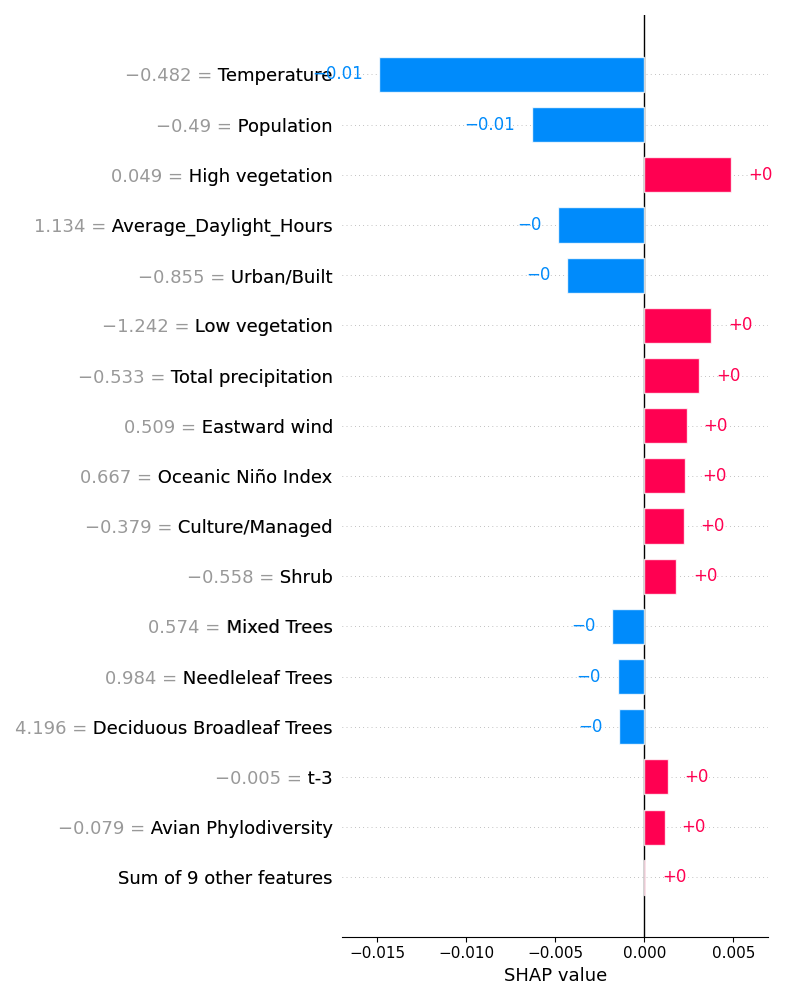 −0.482 = Temperature −0.01
−0.49 = Population −0.01
0.049 = High vegetation +0
1.134 = Average_Daylight_Hours −0
−0.855 = Urban/Built −0
−1.242 = Low vegetation +0
−0.533 = Total precipitation +0
0.509 = Eastward wind +0
0.667 = Oceanic Niño Index +0
−0.379 = Culture/Managed +0
−0.558 = Shrub +0
0.574 = Mixed Trees −0
0.984 = Needleleaf Trees −0
4.196 = Deciduous Broadleaf Trees −0
−0.005 = t-3 +0
−0.079 = Avian Phylodiversity +0
Sum of 9 other features +0
−0.015 −0.010 −0.005 0.000 0.005
SHAP value